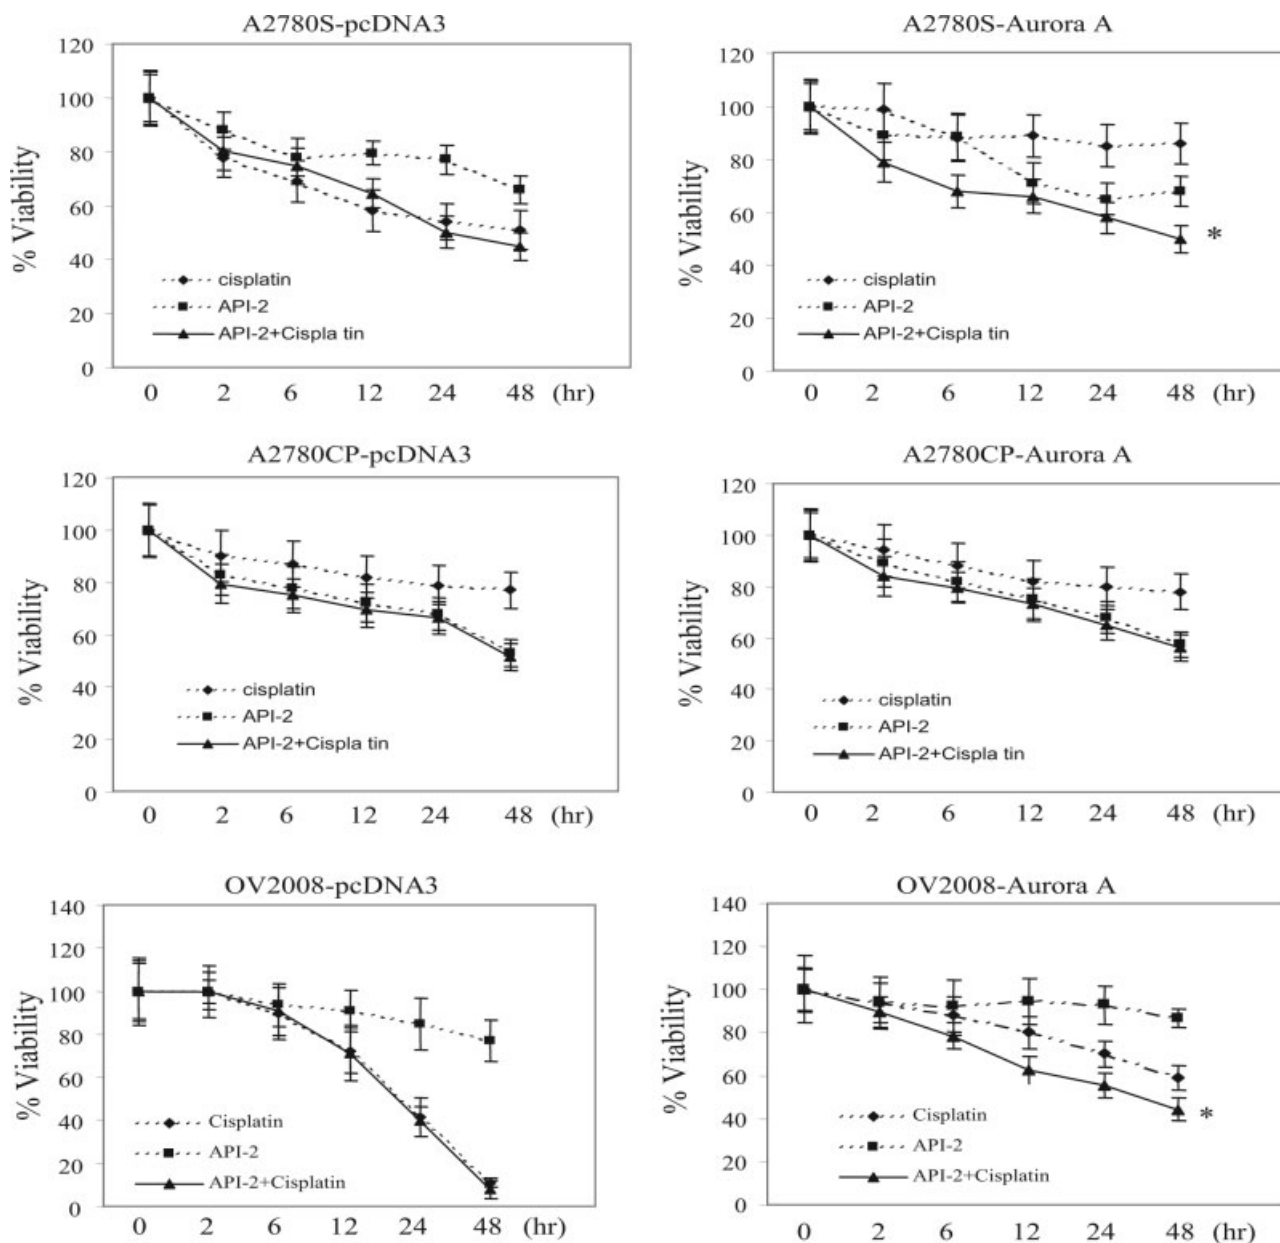 A2780S-pcDNA3
120
100
80
60
40
20
0
% Viability
cisplatin
API-2
API-2+Cispla tin
0 2 6 12 24 48 (hr)
A2780S-Aurora A
120
100
80
60
40
20
0
% Viability
cisplatin
API-2
API-2+Cispla tin
*
0 2 6 12 24 48 (hr)
A2780CP-pcDNA3
120
100
80
60
40
20
0
% Viability
cisplatin
API-2
API-2+Cispla tin
0 2 6 12 24 48 (hr)
A2780CP-Aurora A
120
100
80
60
40
20
0
% Viability
cisplatin
API-2
API-2+Cispla tin
0 2 6 12 24 48 (hr)
OV2008-pcDNA3
140
120
100
80
60
40
20
0
% Viability
Cisplatin
API-2
API-2+Cisplatin
0 2 6 12 24 48 (hr)
OV2008-Aurora A
140
120
100
80
60
40
20
0
% Viability
Cisplatin
API-2
API-2+Cisplatin
*
0 2 6 12 24 48 (hr)